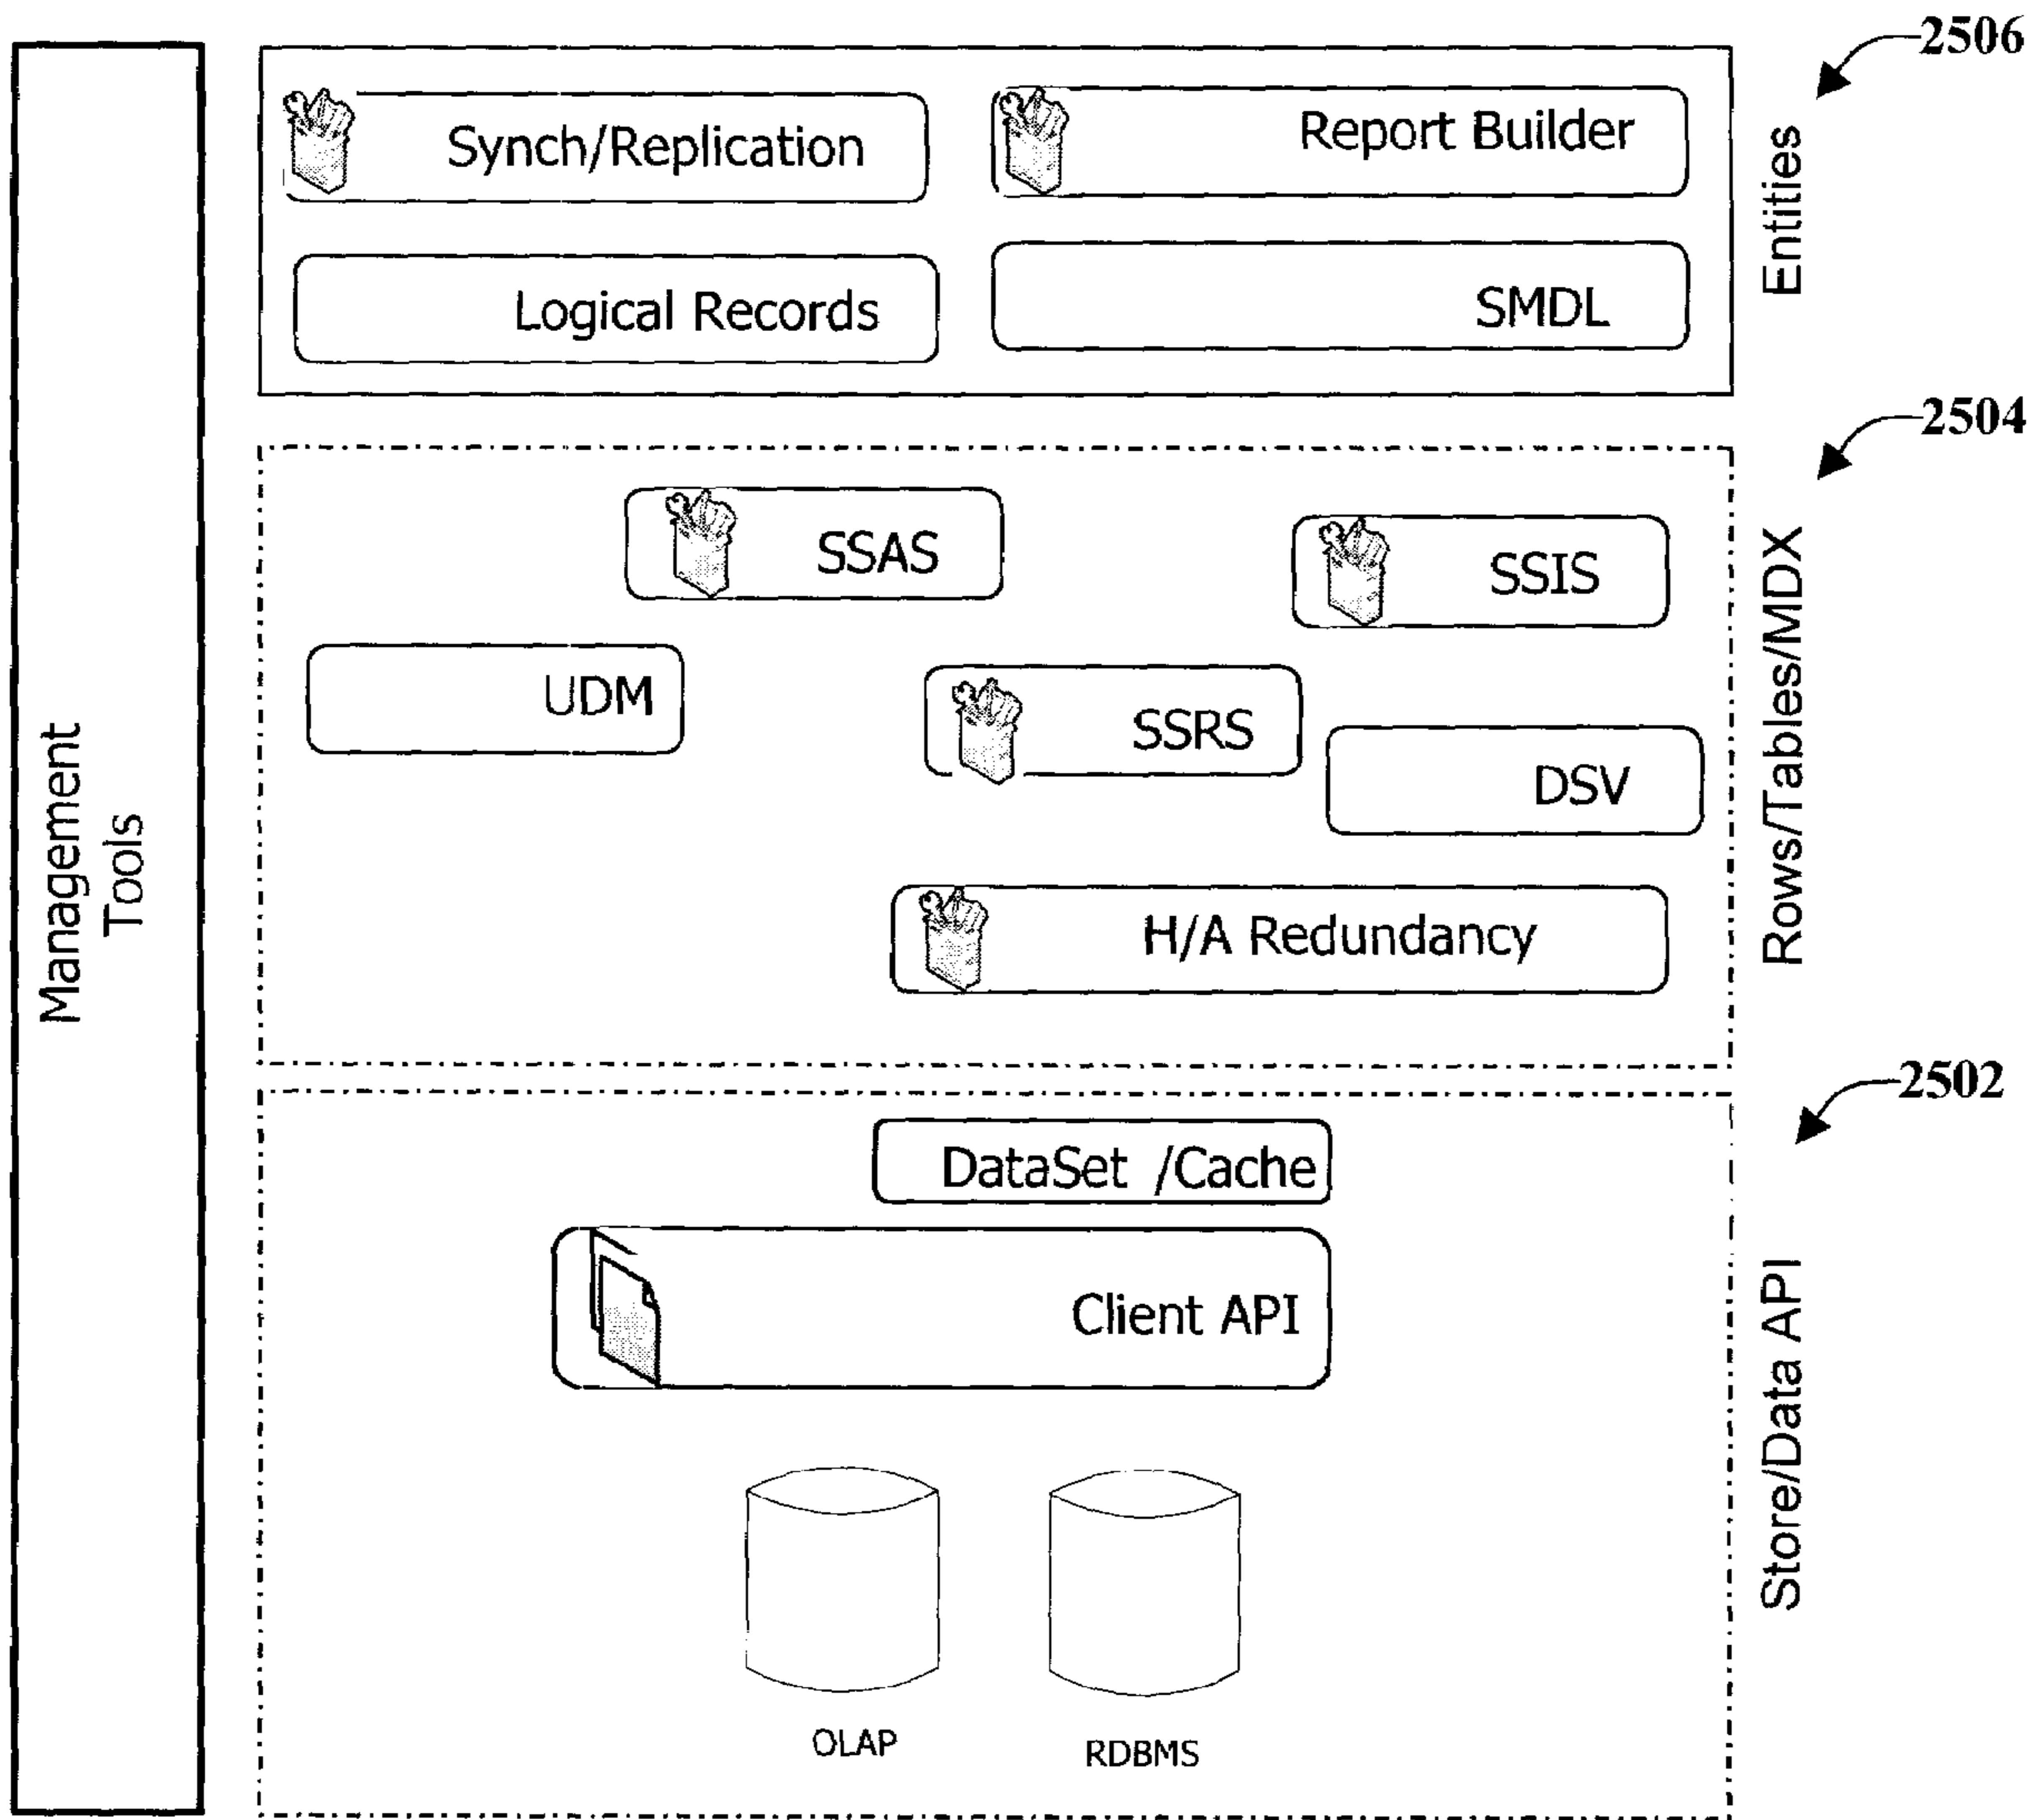 2506
Synch/Replication
Report Builder
Logical Records
SMDL
Entities
2504
SSAS
SSIS
UDM
SSRS
DSV
H/A Redundancy
Rows/Tables/MDX
Management
Tools
2502
DataSet /Cache
Client API
OLAP
RDBMS
Store/Data API